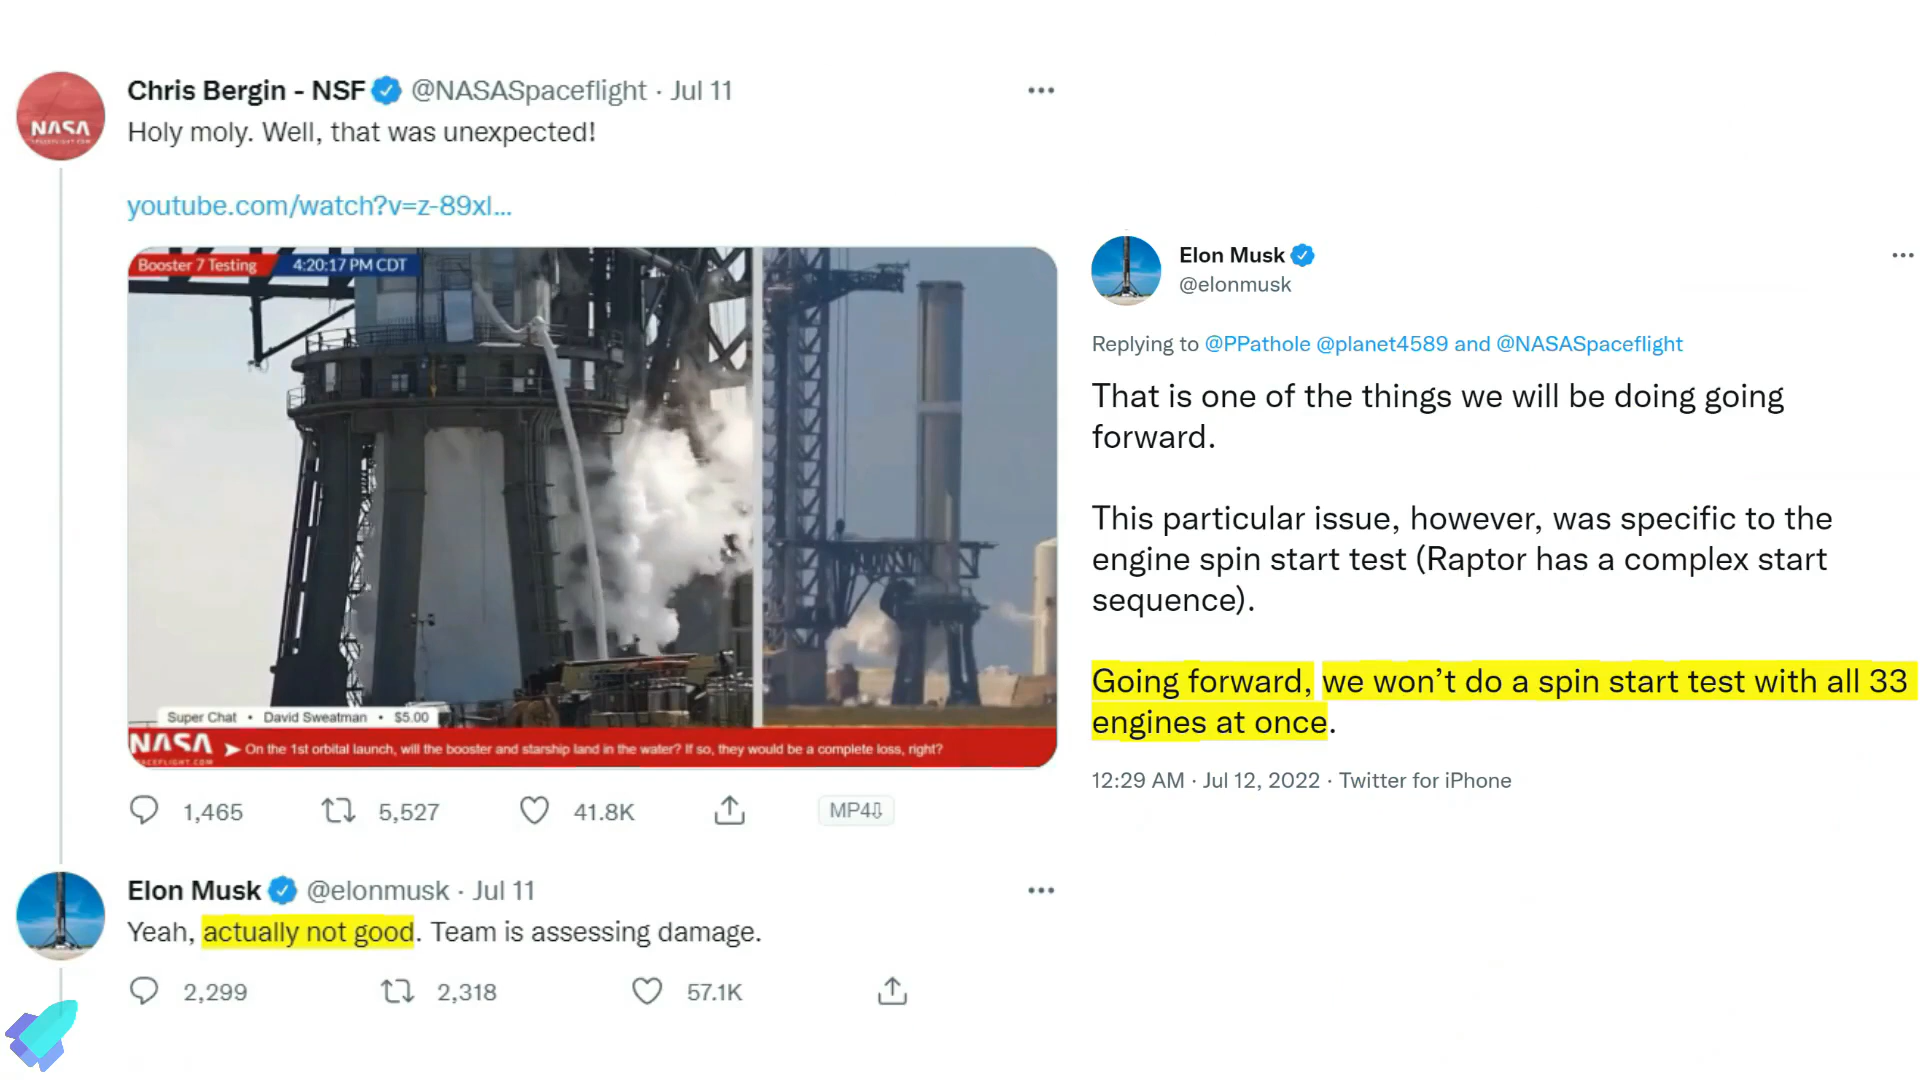 Chris Bergin - NSF @NASASpaceflight · Jul 11
Holy moly. Well, that was unexpected!
youtube.com/watch?v=z-89xl...
Booster 7 Testing 4:20:17 PM CDT
Super Chat • David Sweatman • $5.00
NASA
SPACEFLIGHT.COM
On the 1st orbital launch, will the booster and starship land in the water? If so, they would be a complete loss, right?
1,465 5,527 41.8K MP4⇩
Elon Musk @elonmusk · Jul 11
Yeah, actually not good. Team is assessing damage.
2,299 2,318 57.1K
Elon Musk
@elonmusk
Replying to @PPathole @planet4589 and @NASASpaceflight
That is one of the things we will be doing going
forward.
This particular issue, however, was specific to the
engine spin start test (Raptor has a complex start
sequence).
Going forward, we won’t do a spin start test with all 33
engines at once.
12:29 AM · Jul 12, 2022 · Twitter for iPhone